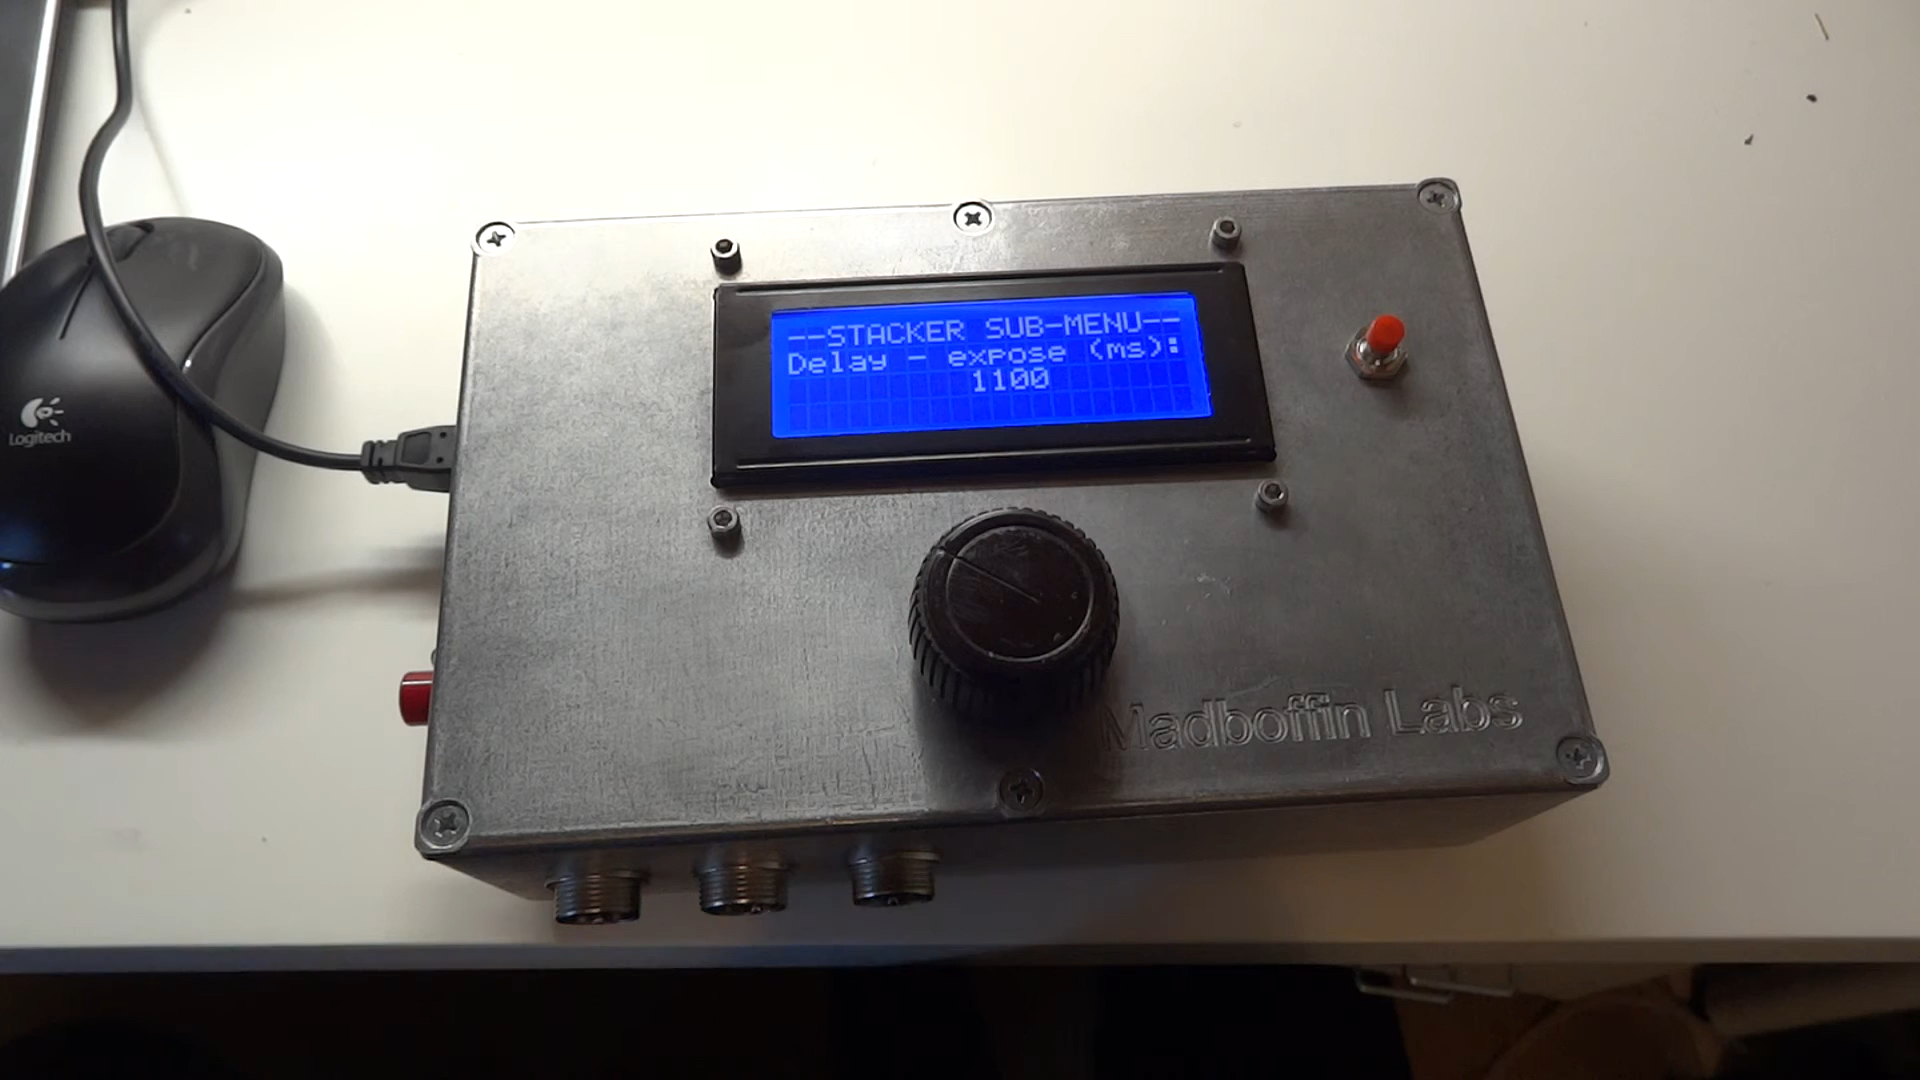 --STACKER SUB-MENU--
Delay - expose (ms):
1100
Logitech
Madboffin Labs